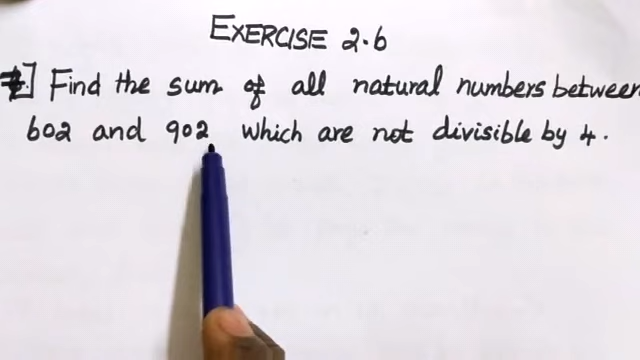 EXERCISE 2.6
Find the sum of all natural numbers between
602 and 902 which are not divisible by 4.